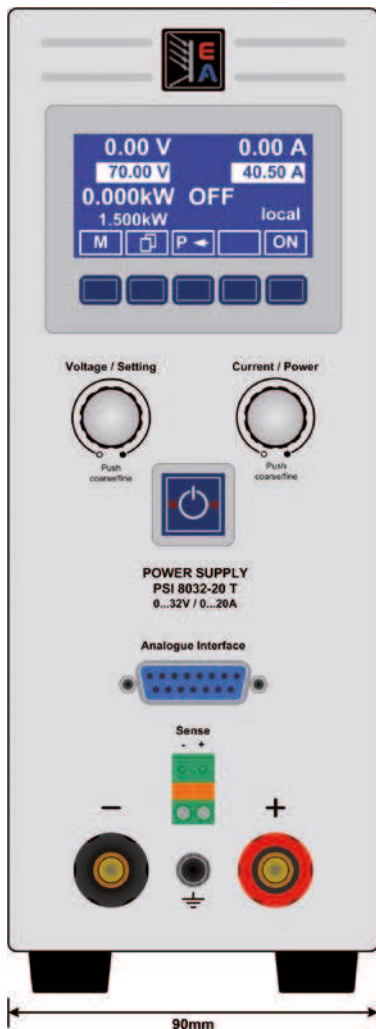 E
A
0.00 V 0.00 A
70.00 V 40.50 A
0.000kW OFF
1.500kW local
M P ON
Voltage / Setting Current / Power
Push Push
coarse/fine coarse/fine
POWER SUPPLY
PSI 8032-20 T
0...32V / 0...20A
Analogue Interface
Sense
- +
− +
90mm